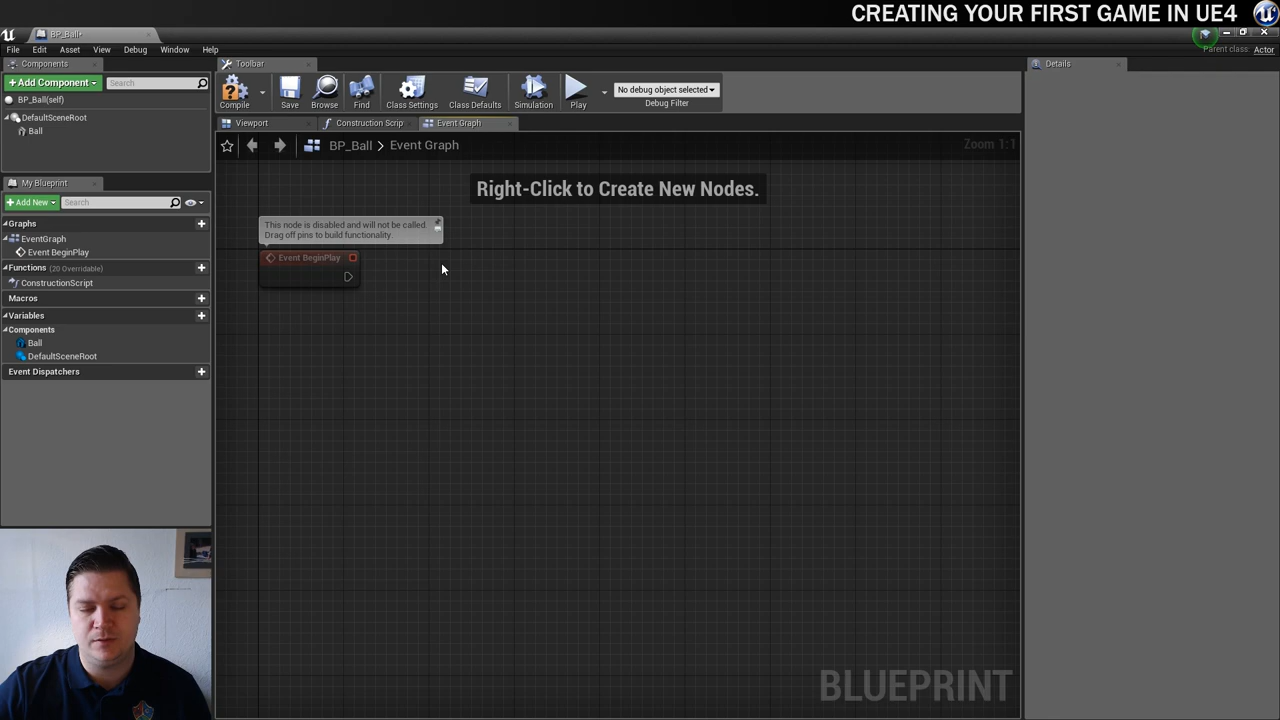 CREATING YOUR FIRST GAME IN UE4
BP_Ball*
File Edit Asset View Debug Window Help
Parent class: Actor
Components
+Add Component
Search
BP_Ball(self)
DefaultSceneRoot
Ball
My Blueprint
+Add New
Search
Graphs
EventGraph
Event BeginPlay
Functions (20 Overridable)
ConstructionScript
Macros
Variables
Components
Ball
DefaultSceneRoot
Event Dispatchers
Toolbar
Compile Save Browse Find Class Settings Class Defaults Simulation Play
No debug object selected
Debug Filter
Viewport Construction Scrip Event Graph
BP_Ball > Event Graph
Zoom 1:1
Right-Click to Create New Nodes.
This node is disabled and will not be called.
Drag off pins to build functionality.
Event BeginPlay
BLUEPRINT
Details